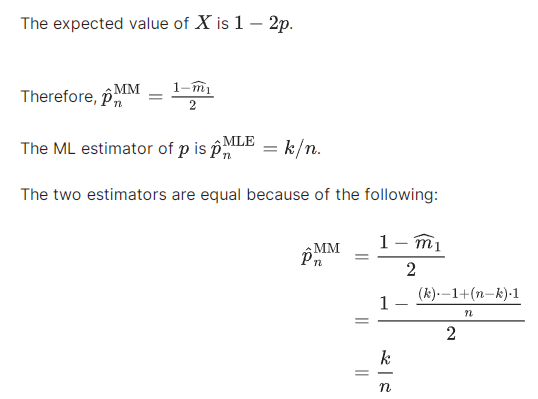 The expected value of X is 1 − 2p.
Therefore, p̂ₙᴹᴹ = (1−m̂₁)/2
The ML estimator of p is p̂ₙᴹᴸᴱ = k/n.
The two estimators are equal because of the following:
p̂ₙᴹᴹ = (1 − m̂₁)/2
= (1 − ((k)·−1+(n−k)·1)/n)/2
= k/n